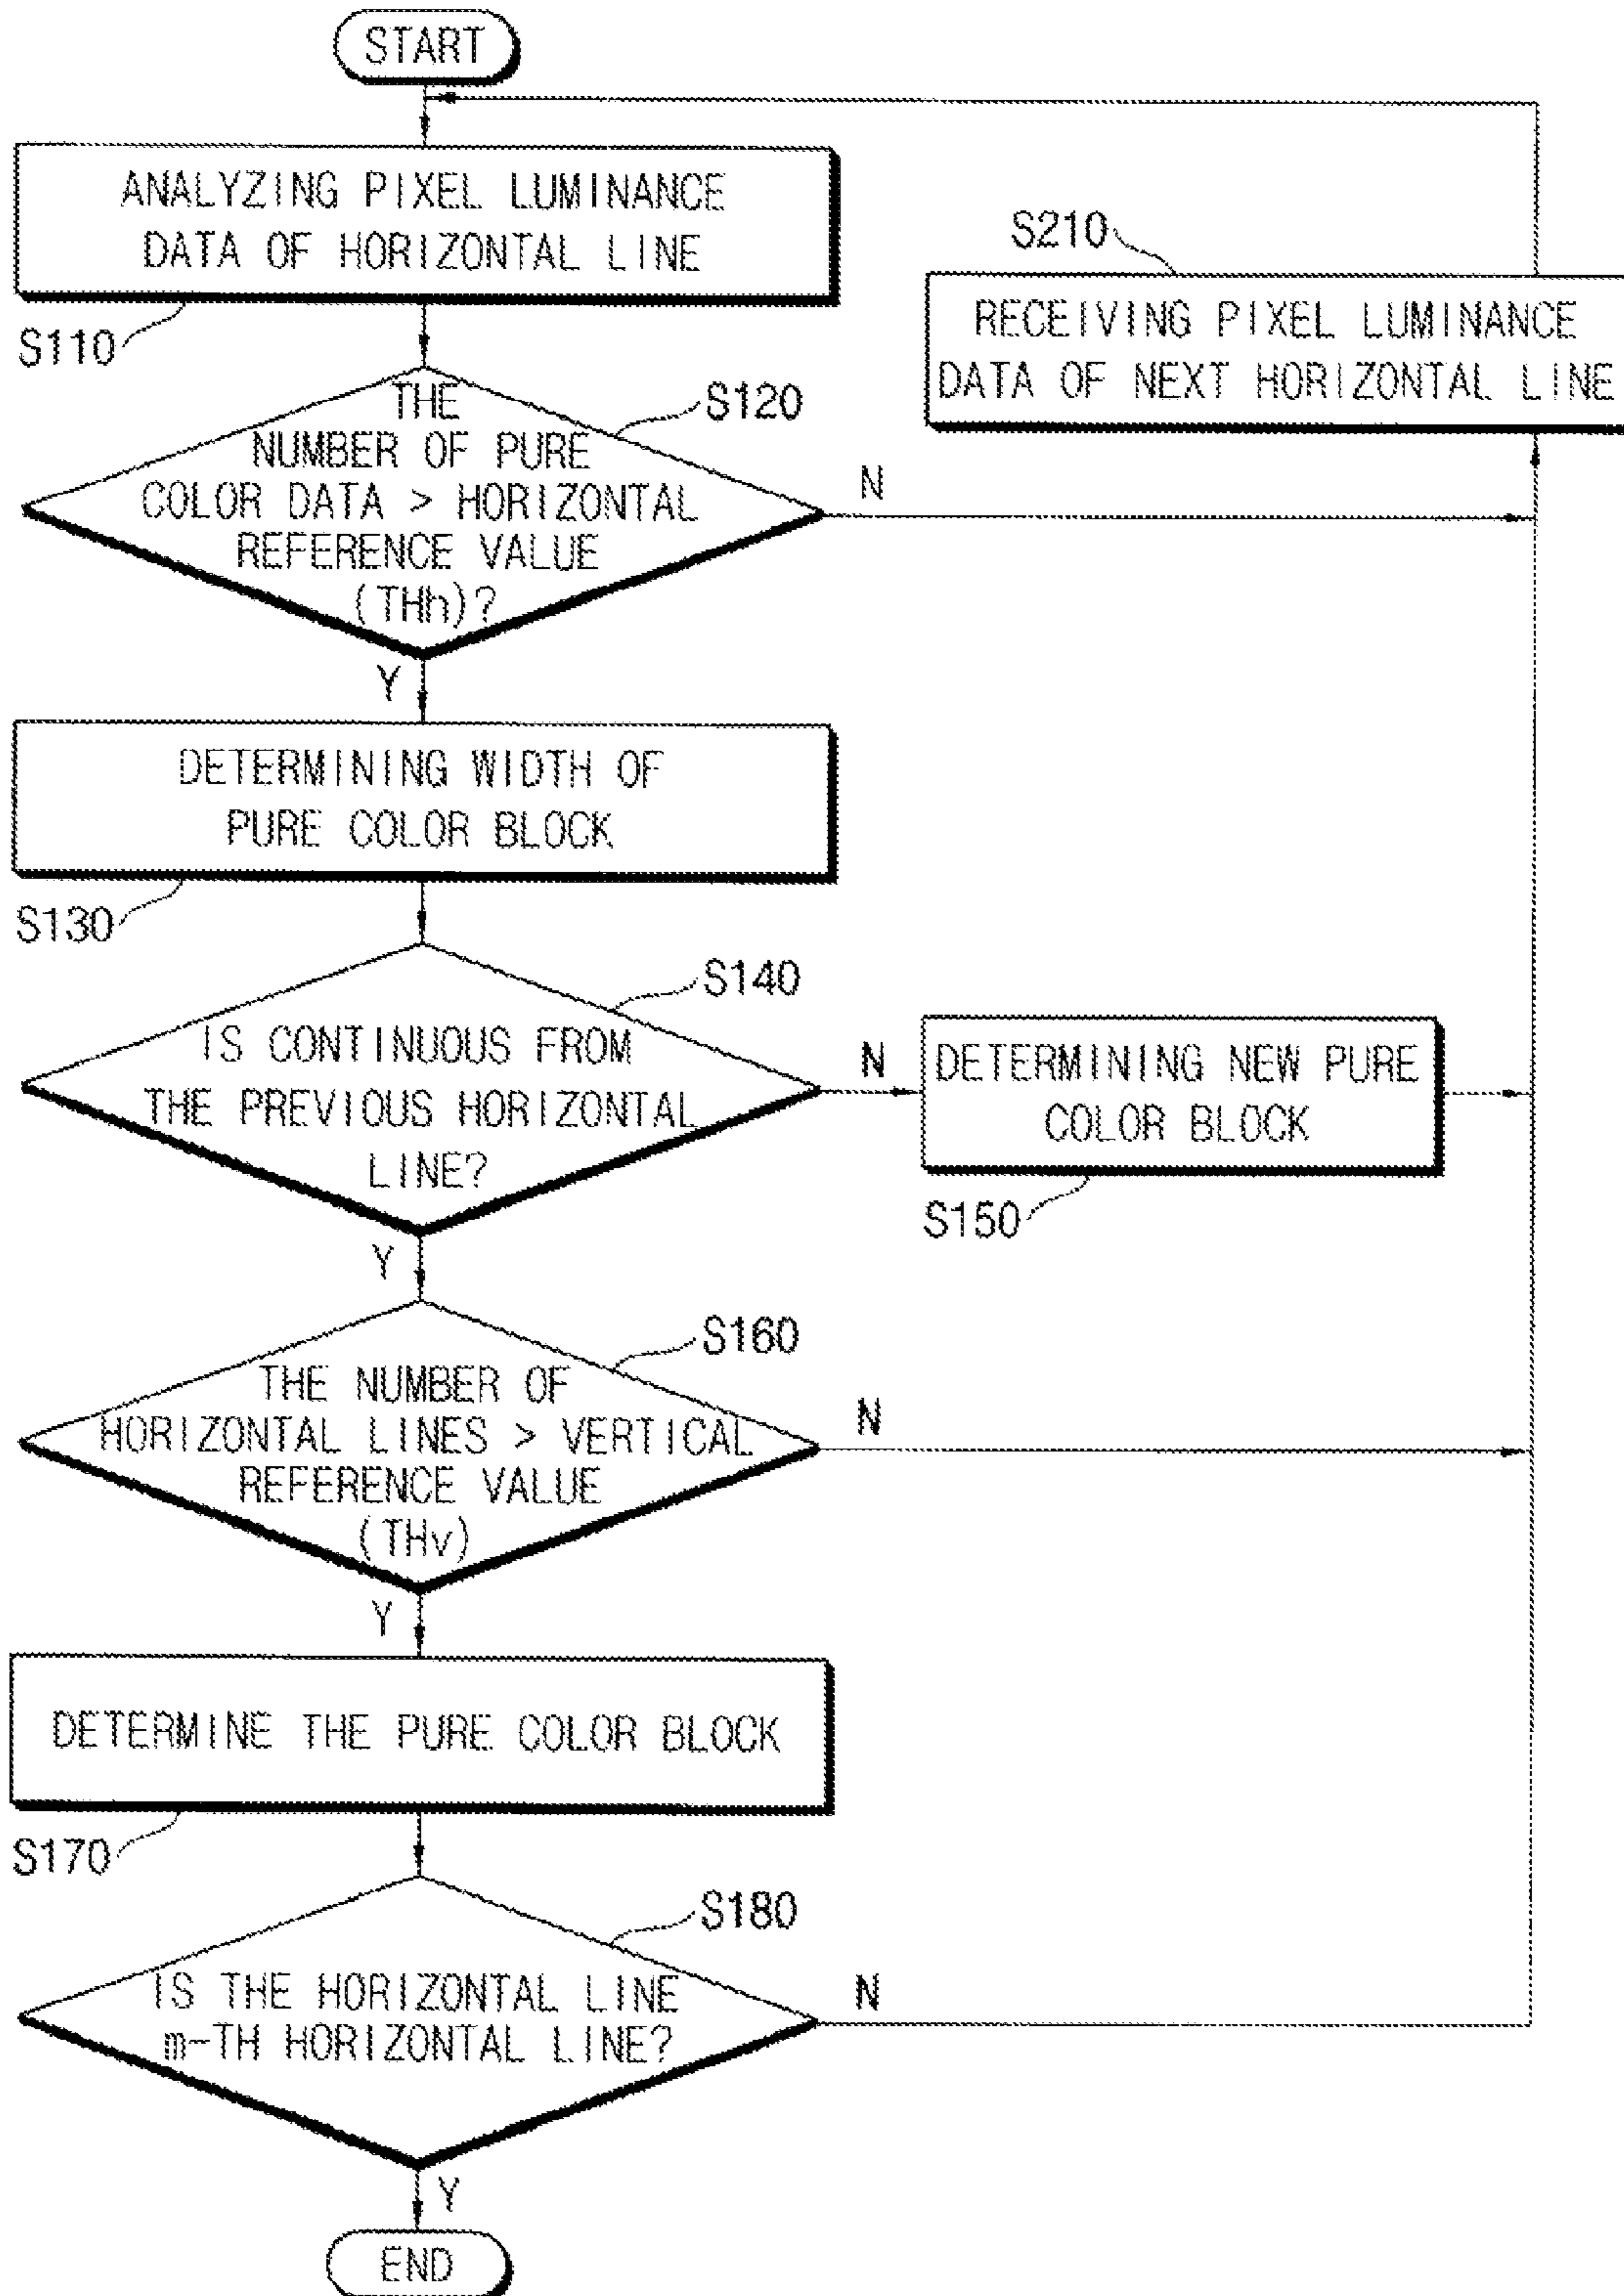 START
ANALYZING PIXEL LUMINANCE
DATA OF HORIZONTAL LINE
S110
S210
RECEIVING PIXEL LUMINANCE
DATA OF NEXT HORIZONTAL LINE
THE
NUMBER OF PURE
COLOR DATA > HORIZONTAL
REFERENCE VALUE
(THh)?
S120
N
Y
DETERMINING WIDTH OF
PURE COLOR BLOCK
S130
IS CONTINUOUS FROM
THE PREVIOUS HORIZONTAL
LINE?
S140
N
DETERMINING NEW PURE
COLOR BLOCK
S150
Y
THE NUMBER OF
HORIZONTAL LINES > VERTICAL
REFERENCE VALUE
(THv)
S160
N
Y
DETERMINE THE PURE COLOR BLOCK
S170
IS THE HORIZONTAL LINE
m-TH HORIZONTAL LINE?
S180
N
Y
END